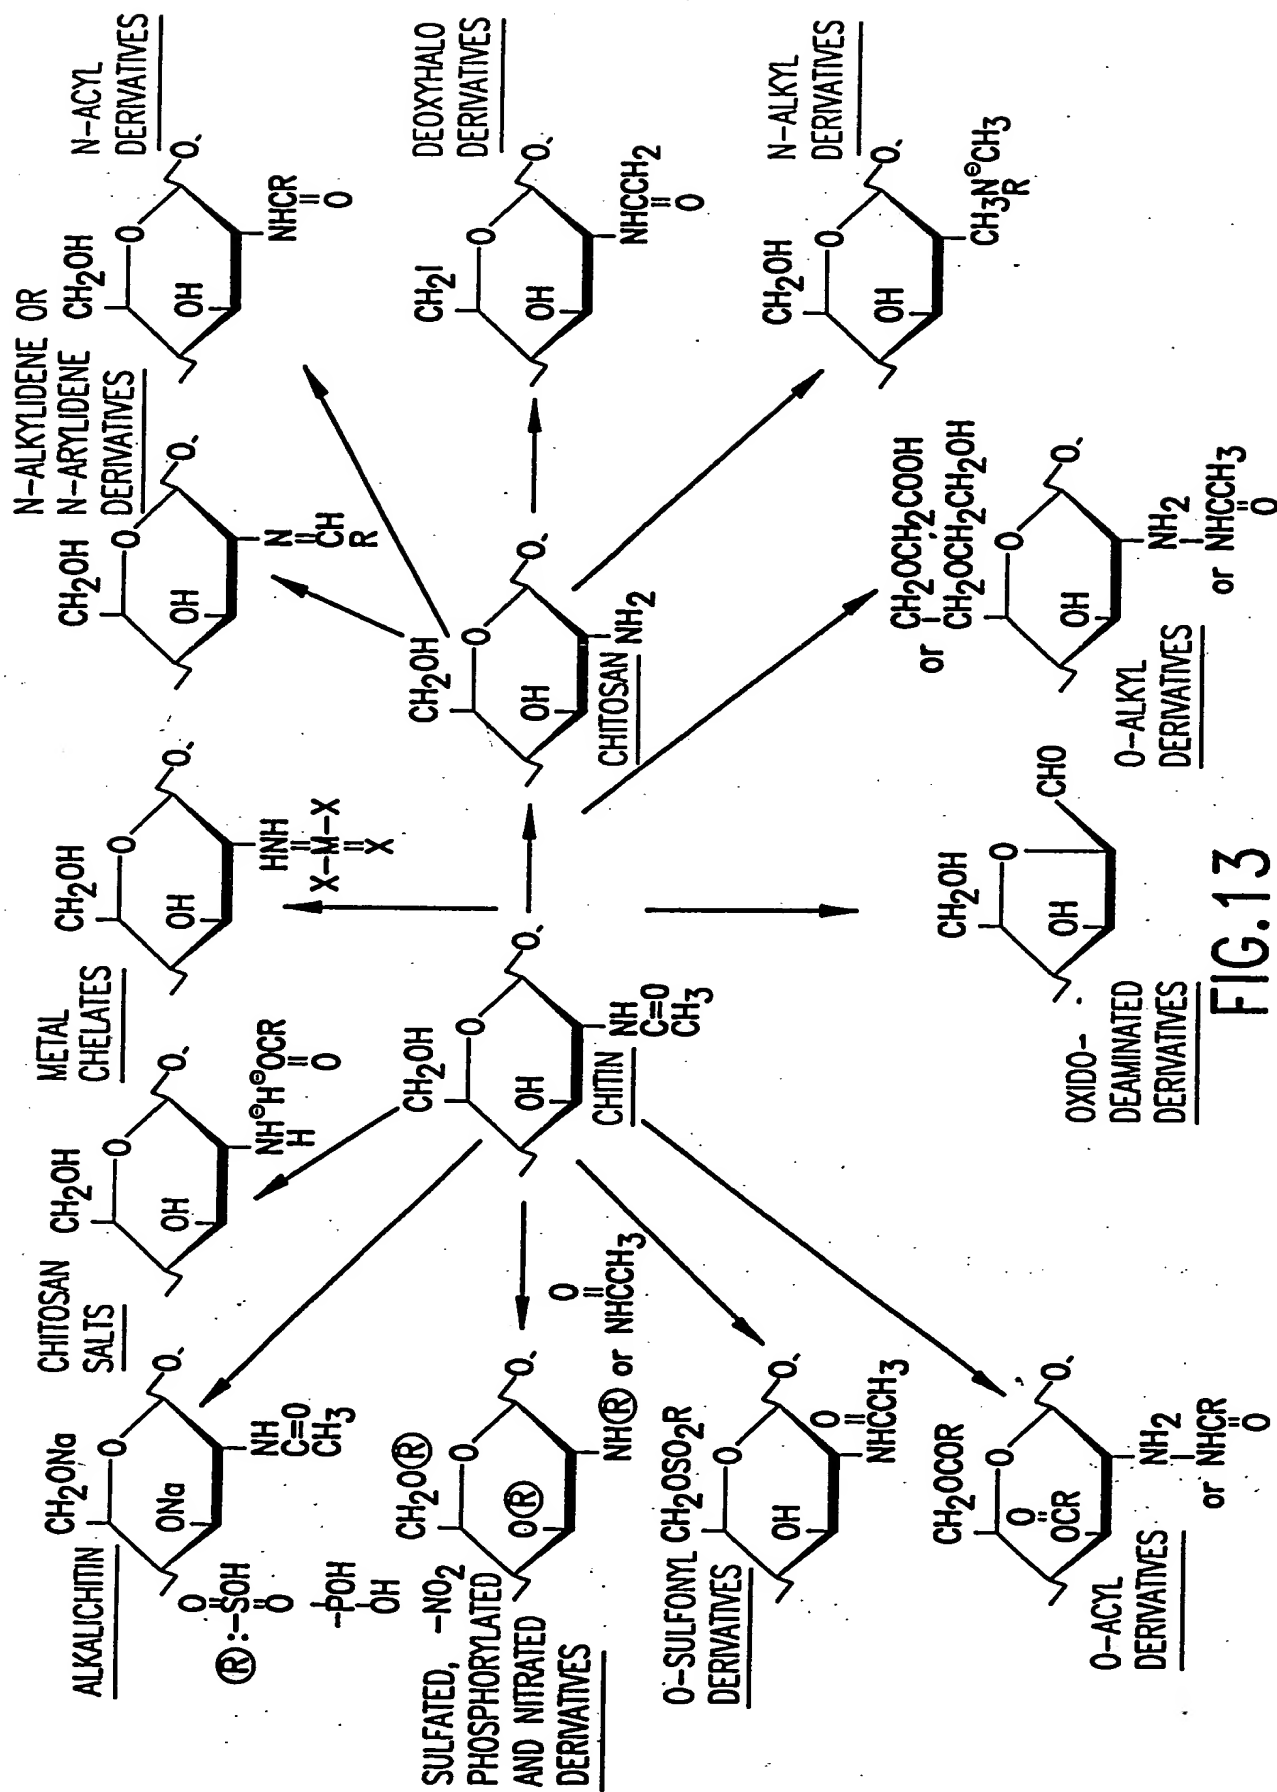 ALKALICHITIN
CH2ONa
O
ONa
O
NH
C=O
CH3
CHITOSAN
SALTS
CH2OH
O
OH
O
NH⊖H⊖OCR
H
O
METAL
CHELATES
CH2OH
O
OH
O
HNH
X-M-X
X
N-ALKYLIDENE OR
N-ARYLIDENE
DERIVATIVES
CH2OH
O
OH
O
N
CH
R
N-ACYL
DERIVATIVES
CH2OH
O
OH
O
NHCR
O
Ⓡ:-SOH
O
O
-POH
OH
-NO2
SULFATED,
PHOSPHORYLATED
AND NITRATED
DERIVATIVES
CH2OⓇ
O
OⓇ
O
NHⓇ or NHCCH3
O
CH2OH
O
OH
O
NH
C=O
CH3
CHITIN
CH2OH
O
OH
O
NH2
CHITOSAN
DEOXYHALO
DERIVATIVES
CH2I
O
OH
O
NHCCH2
O
O-SULFONYL
DERIVATIVES
CH2OSO2R
O
OH
O
O
NHCCH3
N-ALKYL
DERIVATIVES
CH2OH
O
OH
O
CH3N⊖CH3
R
O-ACYL
DERIVATIVES
CH2OCOR
O
O
OCR
O
NH2
or NHCR
O
OXIDO-
DEAMINATED
DERIVATIVES
CH2OH
O
OH
CHO
O-ALKYL
DERIVATIVES
CH2OCH2COOH
or CH2OCH2CH2OH
O
OH
O
NH2
or NHCCH3
O
FIG.13